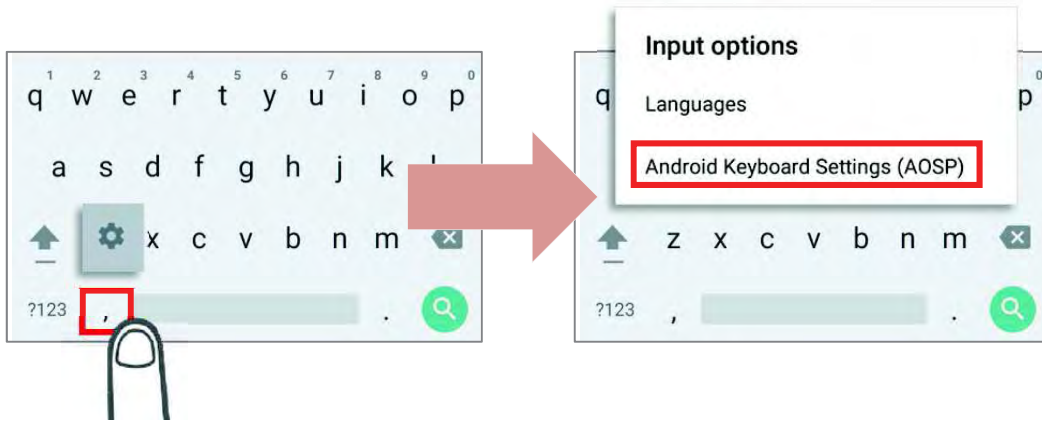 1 2 3 4 5 6 7 8 9 0
q w e r t y u i o p
a s d f g h j k
x c v b n m
?123 , .
Input options
Languages
Android Keyboard Settings (AOSP)
0
q p
z x c v b n m
?123 , .